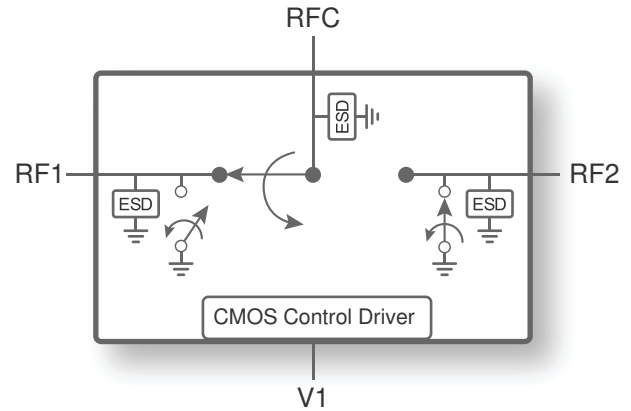 RFC
ESD
RF1
RF2
ESD
ESD
CMOS Control Driver
V1